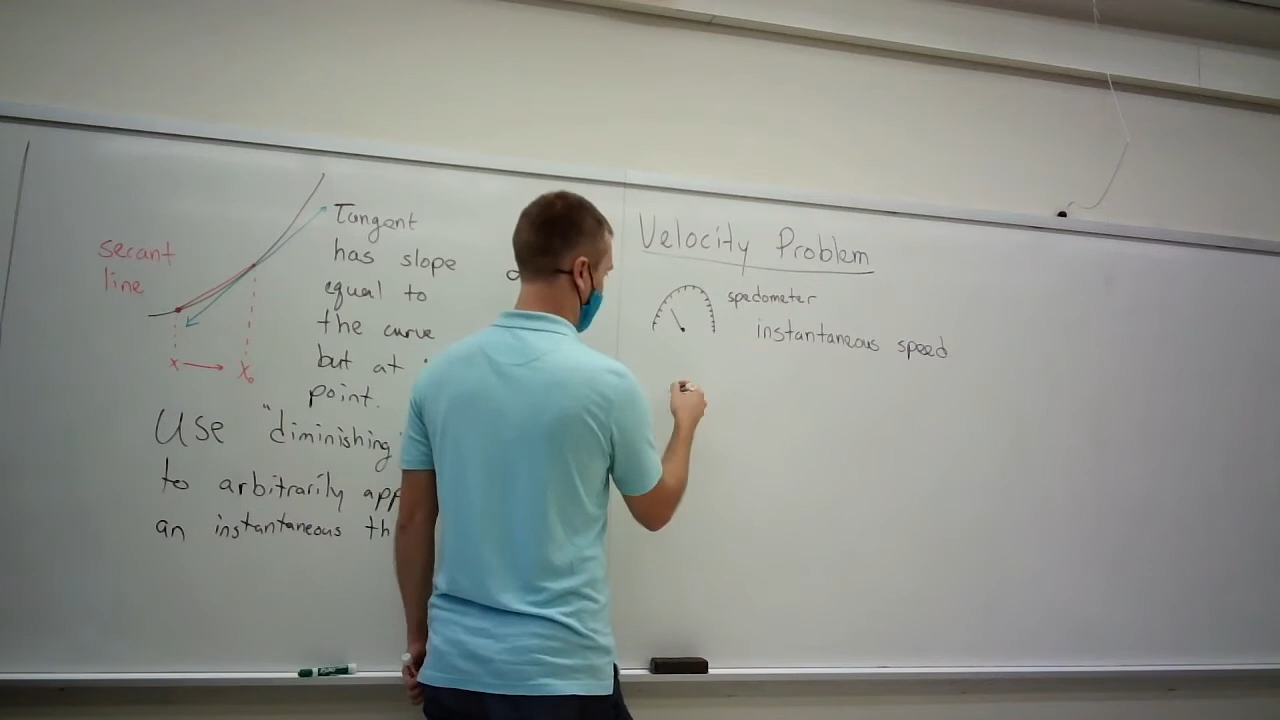 secant
line
Tangent
has slope
equal to
the curve
but at
point.
x → x₀
Use "diminishing
to arbitrarily app
an instantaneous th
Velocity Problem
spedometer
instantaneous speed